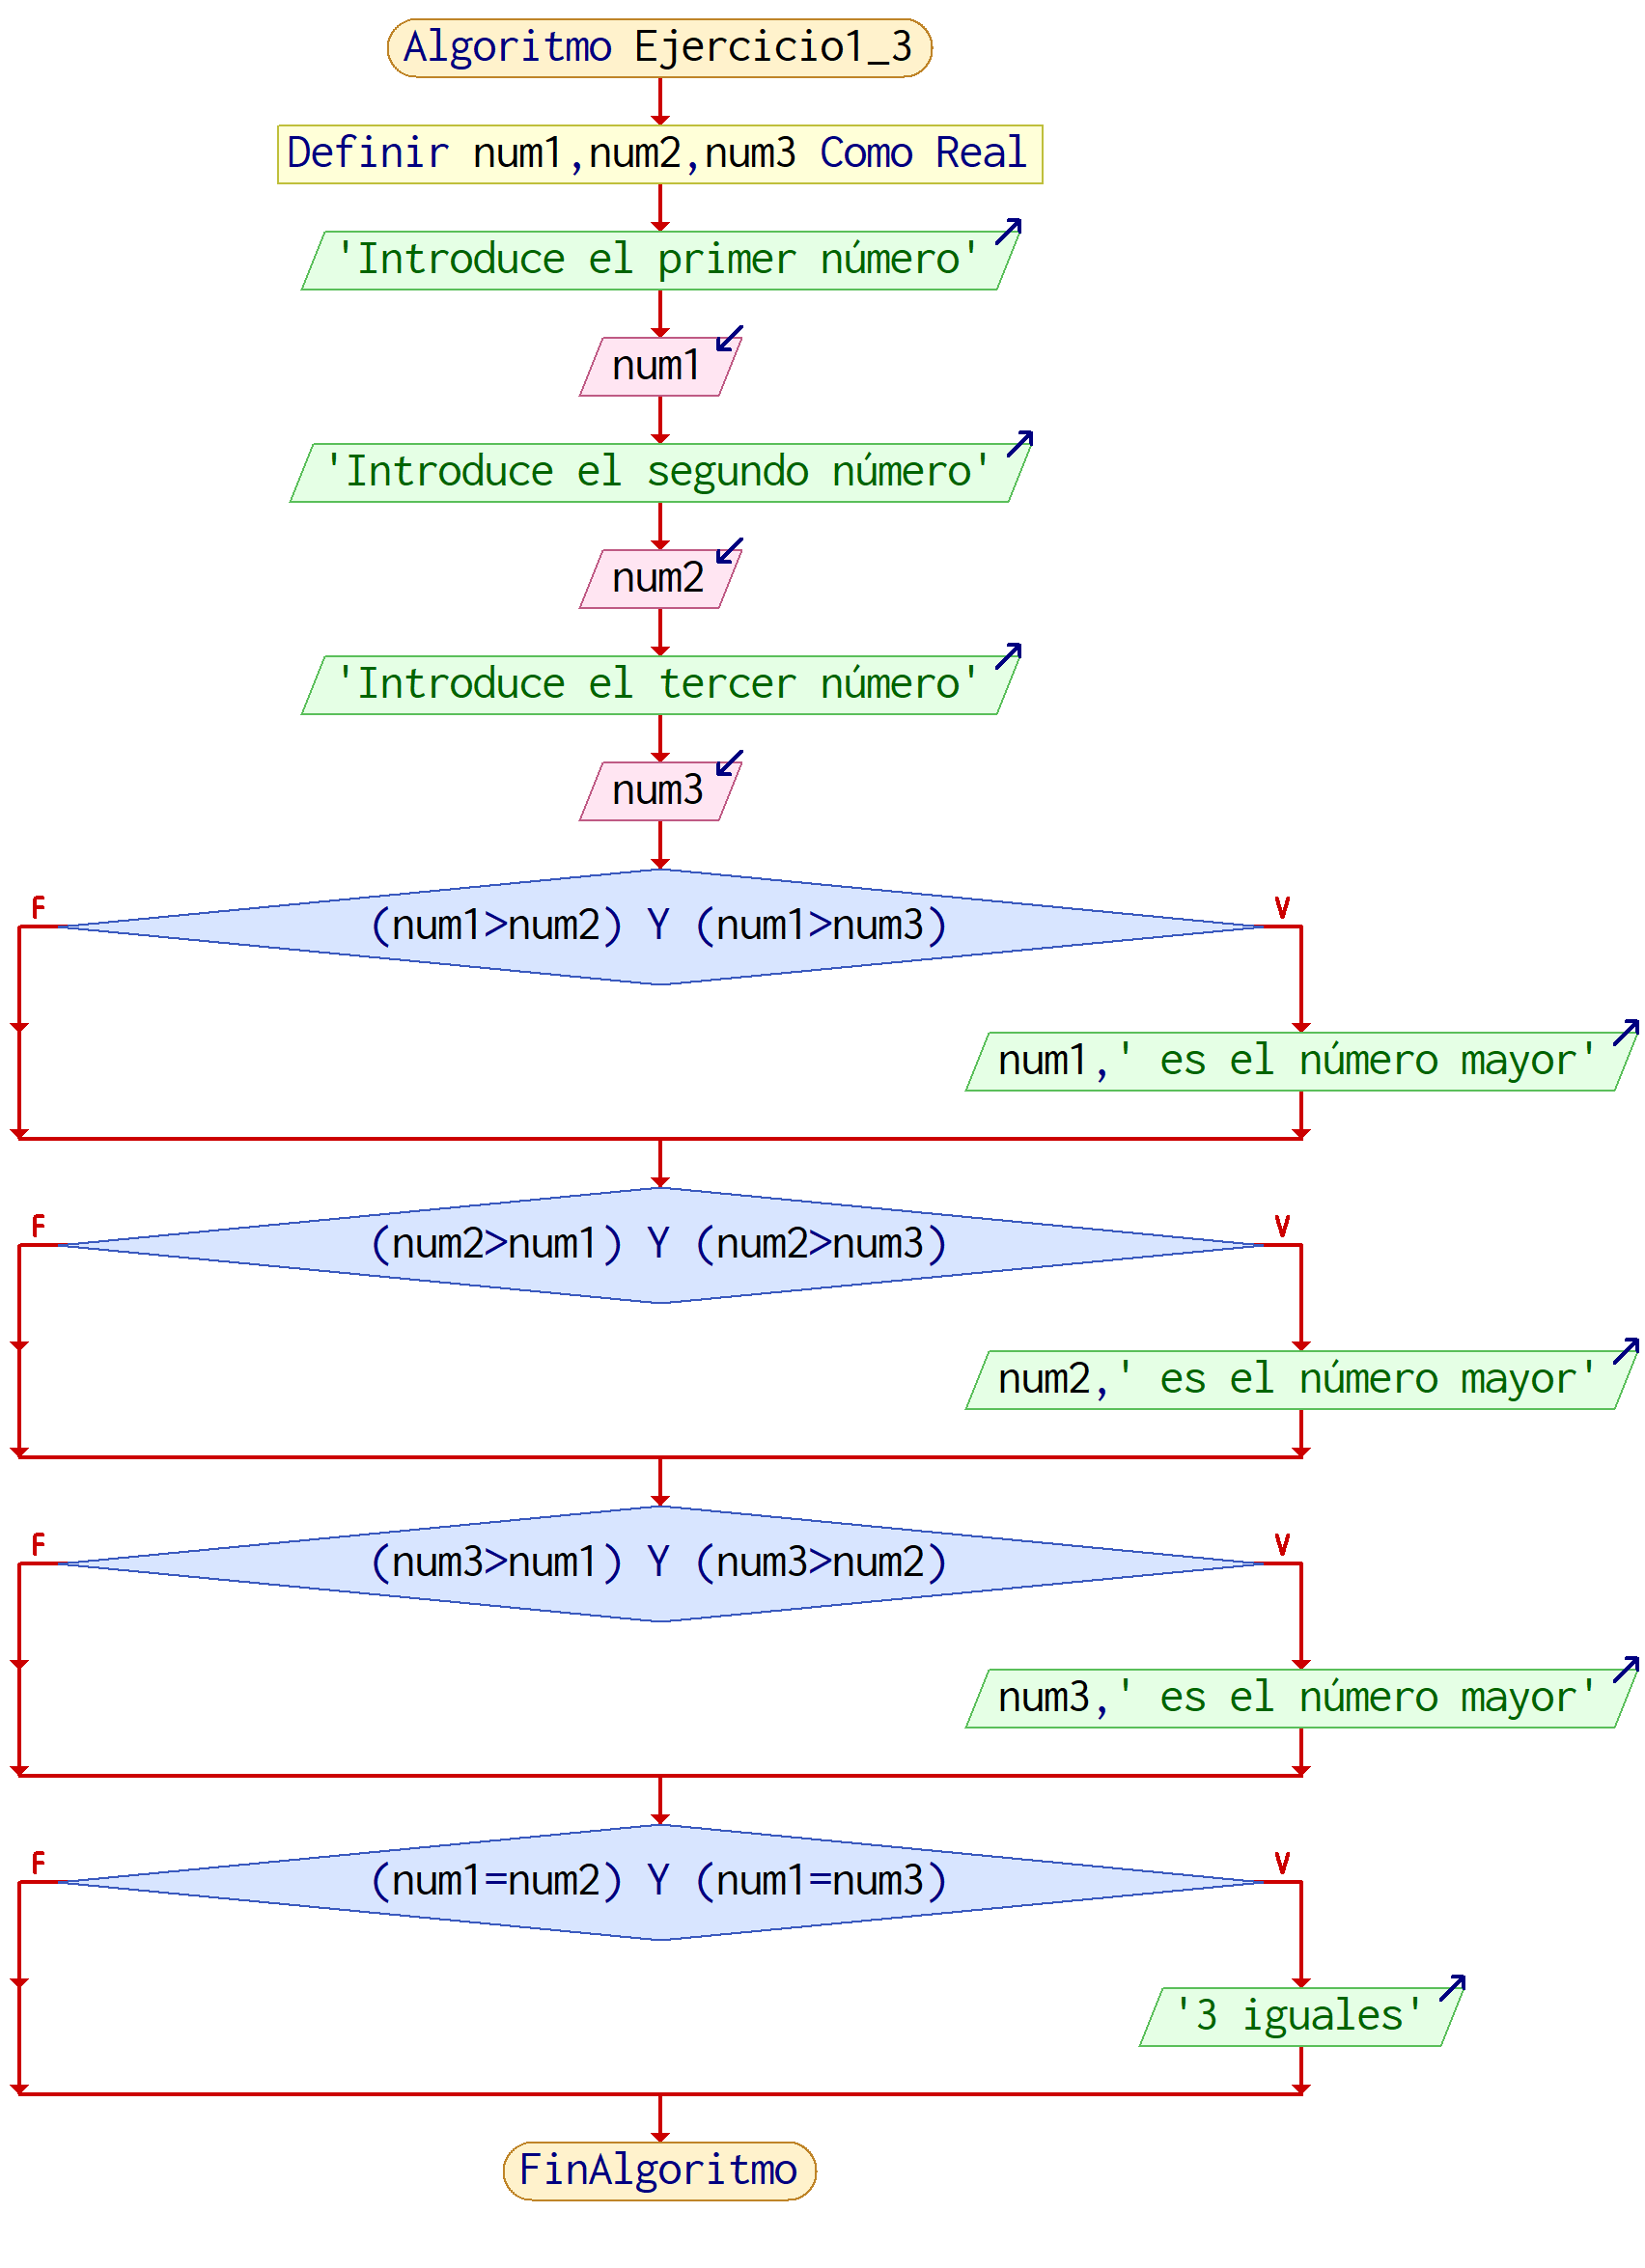 Algoritmo Ejercicio1_3
Definir num1,num2,num3 Como Real
'Introduce el primer número'
num1
'Introduce el segundo número'
num2
'Introduce el tercer número'
num3
F (num1>num2) Y (num1>num3) V
num1,' es el número mayor'
F (num2>num1) Y (num2>num3) V
num2,' es el número mayor'
F (num3>num1) Y (num3>num2) V
num3,' es el número mayor'
F (num1=num2) Y (num1=num3) V
'3 iguales'
FinAlgoritmo